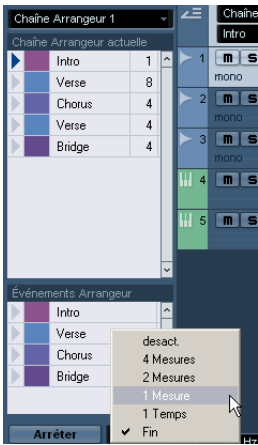 Chaîne Arrangeur 1
Chaîne Arrangeur actuelle
Intro 1
Verse 8
Chorus 4
Verse 4
Bridge 4
Événements Arrangeur
Intro
Verse
Chorus
Bridge
desact.
4 Mesures
2 Mesures
1 Mesure
1 Temps
✓ Fin
Arrêter
Chaîne
Intro
1 m S
mono
2 m S
mono
3 m S
mono
4 m S
5 m S
Hz